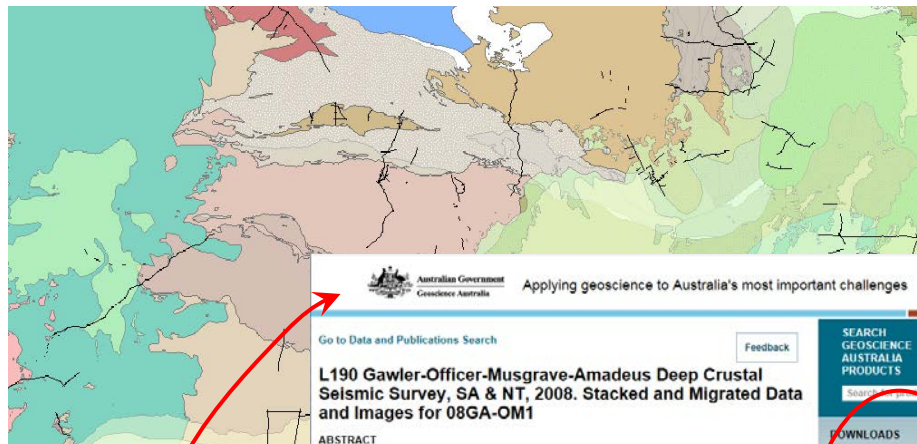 Australian Government
Geoscience Australia
Applying geoscience to Australia's most important challenges
Go to Data and Publications Search
Feedback
L190 Gawler-Officer-Musgrave-Amadeus Deep Crustal
Seismic Survey, SA & NT, 2008. Stacked and Migrated Data
and Images for 08GA-OM1
ABSTRACT
SEARCH
GEOSCIENCE
AUSTRALIA
PRODUCTS
Search for
DOWNLOADS